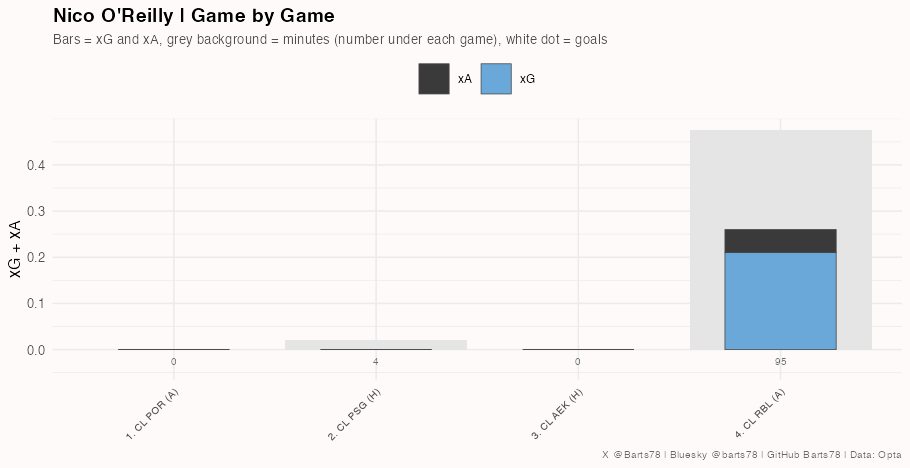 Nico O'Reilly | Game by Game
Bars = xG and xA, grey background = minutes (number under each game), white dot = goals
xA xG
xG + xA
0.4
0.3
0.2
0.1
0.0
0 4 0 95
1. CL POR (A) 2. CL PSG (H) 3. CL AEK (H) 4. CL RBL (A)
X @Barts78 | Bluesky @barts78 | GitHub Barts78 | Data: Opta